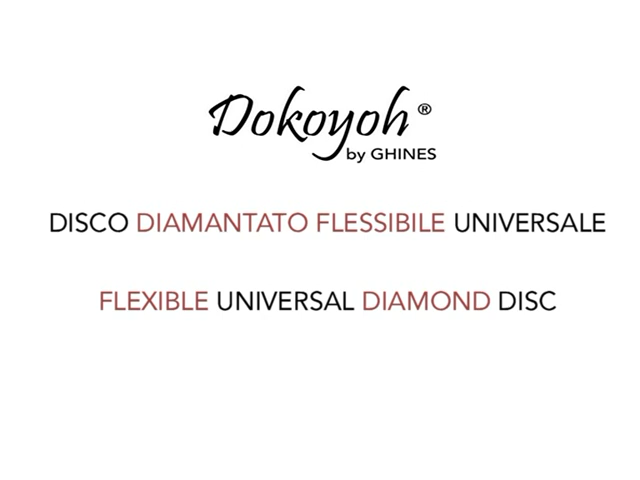 Dokoyoh®
by GHINES
DISCO DIAMANTATO FLESSIBILE UNIVERSALE
FLEXIBLE UNIVERSAL DIAMOND DISC